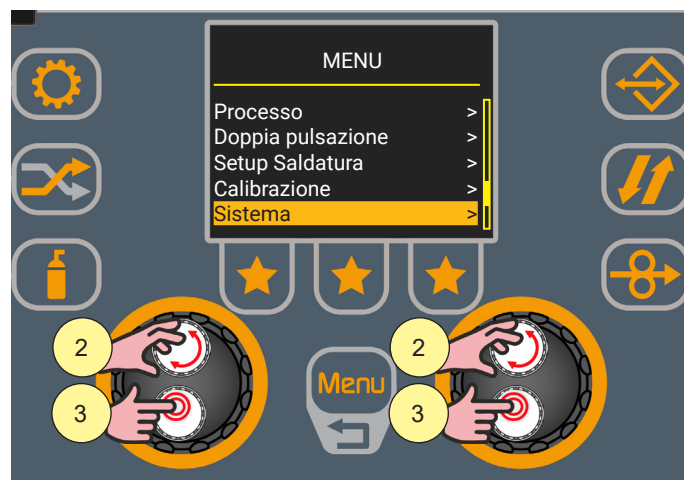 MENU
Processo >
Doppia pulsazione >
Setup Saldatura >
Calibrazione >
Sistema >
2
2
Menu
3
3